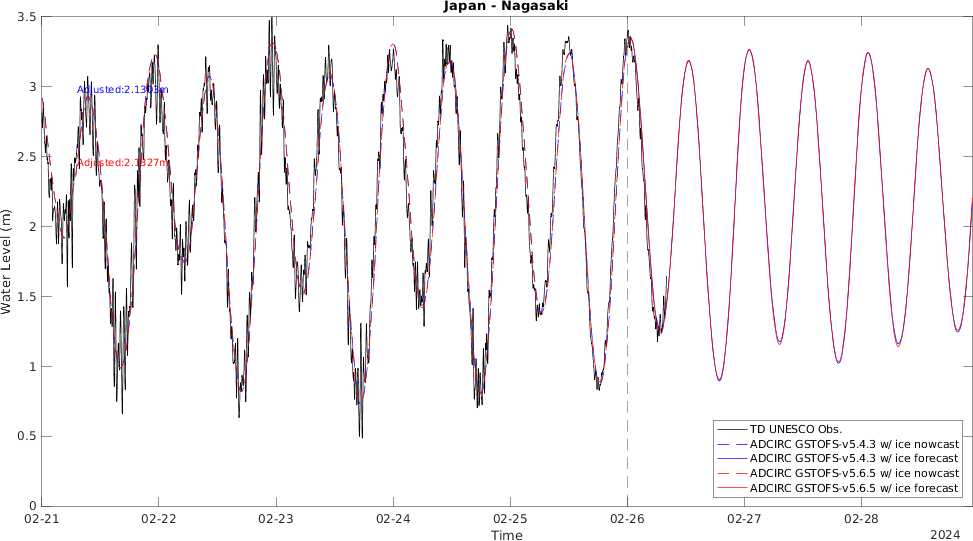 Japan - Nagasaki
3.5
3
2.5
2
1.5
1
0.5
0
Water Level (m)
Adjusted:2.1303m
Adjusted:2.1327m
TD UNESCO Obs.
ADCIRC GSTOFS-v5.4.3 w/ ice nowcast
ADCIRC GSTOFS-v5.4.3 w/ ice forecast
ADCIRC GSTOFS-v5.6.5 w/ ice nowcast
ADCIRC GSTOFS-v5.6.5 w/ ice forecast
02-21 02-22 02-23 02-24 02-25 02-26 02-27 02-28
Time
2024